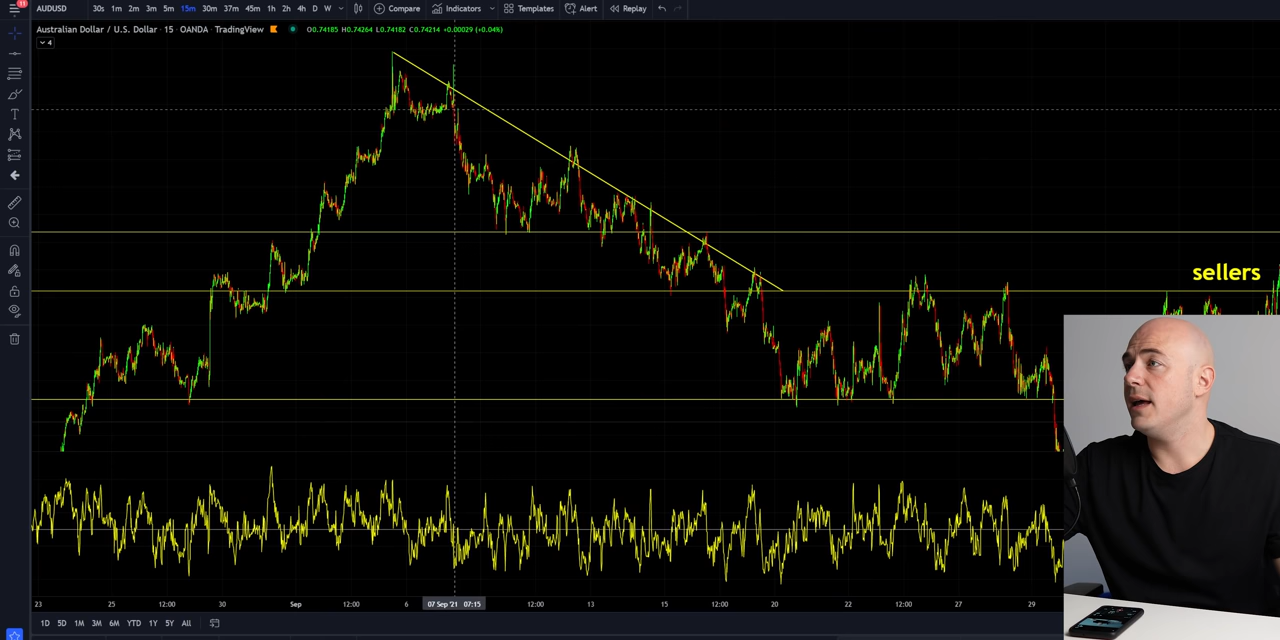 11 AUDUSD 30s 1m 2m 3m 5m 15m 30m 37m 45m 1h 2h 4h D W Compare Indicators Templates Alert Replay
Australian Dollar / U.S. Dollar · 15 · OANDA · TradingView O0.74185 H0.74264 L0.74182 C0.74214 +0.00029 (+0.04%)
4
sellers
23 25 12:00 30 Sep 12:00 6 07 Sep '21 07:15 12:00 13 15 12:00 20 22 12:00 27 29
1D 5D 1M 3M 6M YTD 1Y 5Y All